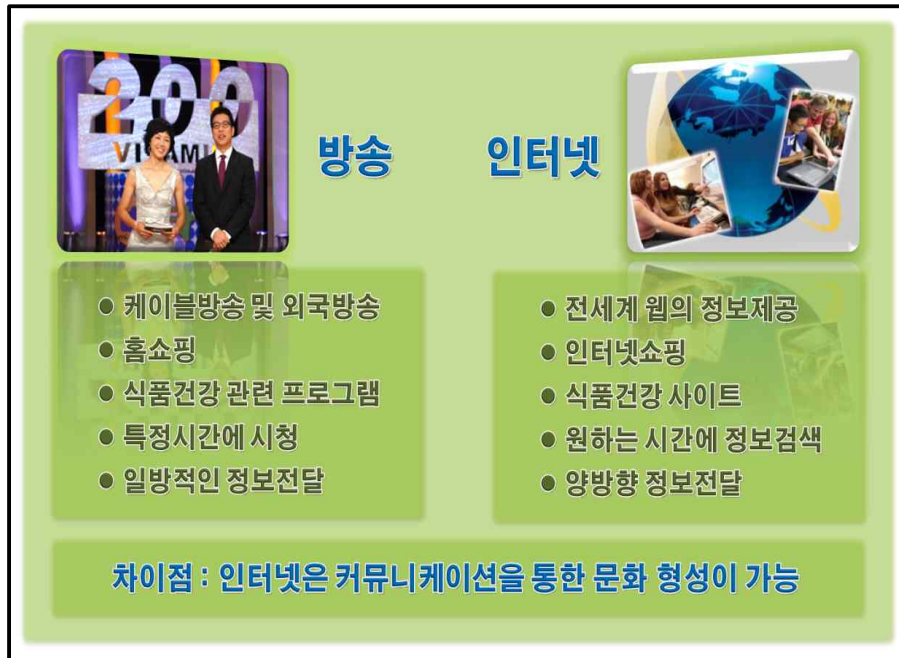 200
방송
인터넷
● 케이블방송 및 외국방송
● 홈쇼핑
● 식품건강 관련 프로그램
● 특정시간에 시청
● 일방적인 정보전달
● 전세계 웹의 정보제공
● 인터넷쇼핑
● 식품건강 사이트
● 원하는 시간에 정보검색
● 양방향 정보전달
차이점 : 인터넷은 커뮤니케이션을 통한 문화 형성이 가능